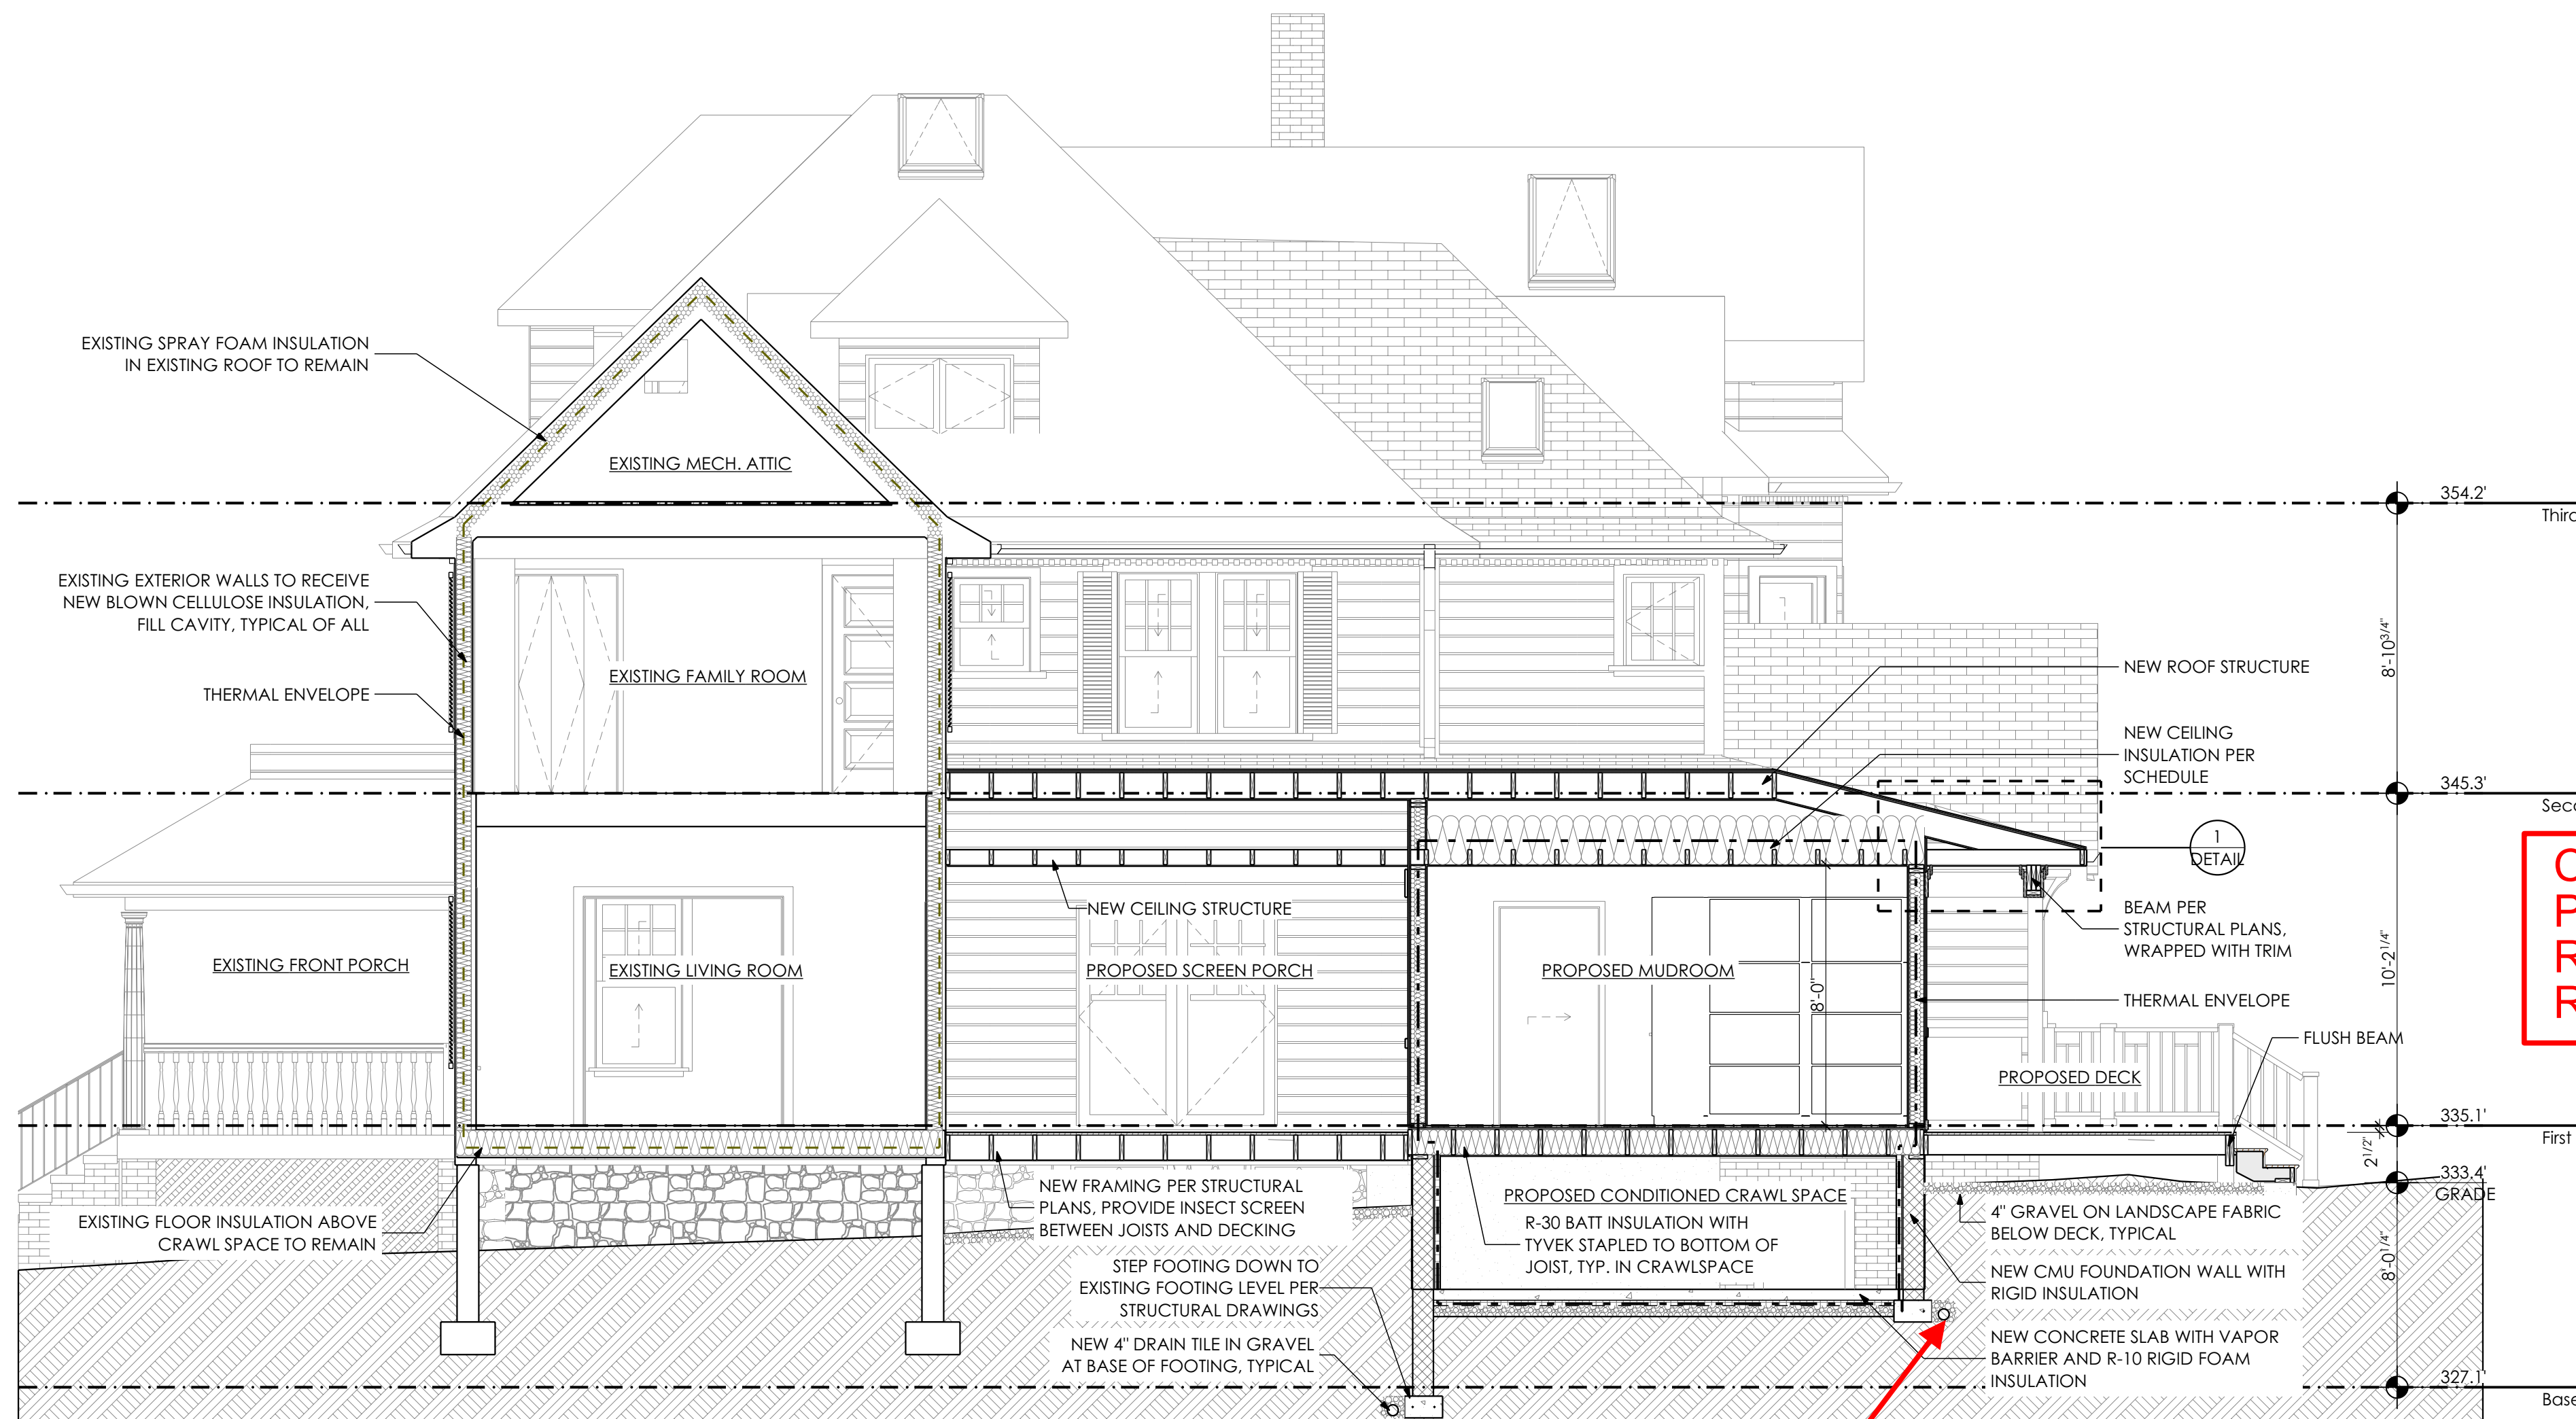 EXISTING SPRAY FOAM INSULATION
IN EXISTING ROOF TO REMAIN
EXISTING MECH. ATTIC
354.2'
EXISTING EXTERIOR WALLS TO RECEIVE
NEW BLOWN CELLULOSE INSULATION,
FILL CAVITY, TYPICAL OF ALL
8'-10 3/4"
EXISTING FAMILY ROOM
NEW ROOF STRUCTURE
THERMAL ENVELOPE
NEW CEILING
INSULATION PER
SCHEDULE
345.3'
1
DETAIL
NEW CEILING STRUCTURE
BEAM PER
STRUCTURAL PLANS,
WRAPPED WITH TRIM
10'-2 1/4"
EXISTING FRONT PORCH
EXISTING LIVING ROOM
PROPOSED SCREEN PORCH
PROPOSED MUDROOM
8'-0"
THERMAL ENVELOPE
FLUSH BEAM
PROPOSED DECK
335.1'
First
2 1/2"
333.4'
GRADE
NEW FRAMING PER STRUCTURAL
PLANS, PROVIDE INSECT SCREEN
BETWEEN JOISTS AND DECKING
PROPOSED CONDITIONED CRAWL SPACE
R-30 BATT INSULATION WITH
TYVEK STAPLED TO BOTTOM OF
JOIST, TYP. IN CRAWLSPACE
EXISTING FLOOR INSULATION ABOVE
CRAWL SPACE TO REMAIN
4" GRAVEL ON LANDSCAPE FABRIC
BELOW DECK, TYPICAL
8'-0 1/4"
STEP FOOTING DOWN TO
EXISTING FOOTING LEVEL PER
STRUCTURAL DRAWINGS
NEW CMU FOUNDATION WALL WITH
RIGID INSULATION
NEW 4" DRAIN TILE IN GRAVEL
AT BASE OF FOOTING, TYPICAL
NEW CONCRETE SLAB WITH VAPOR
BARRIER AND R-10 RIGID FOAM
INSULATION
327.1'